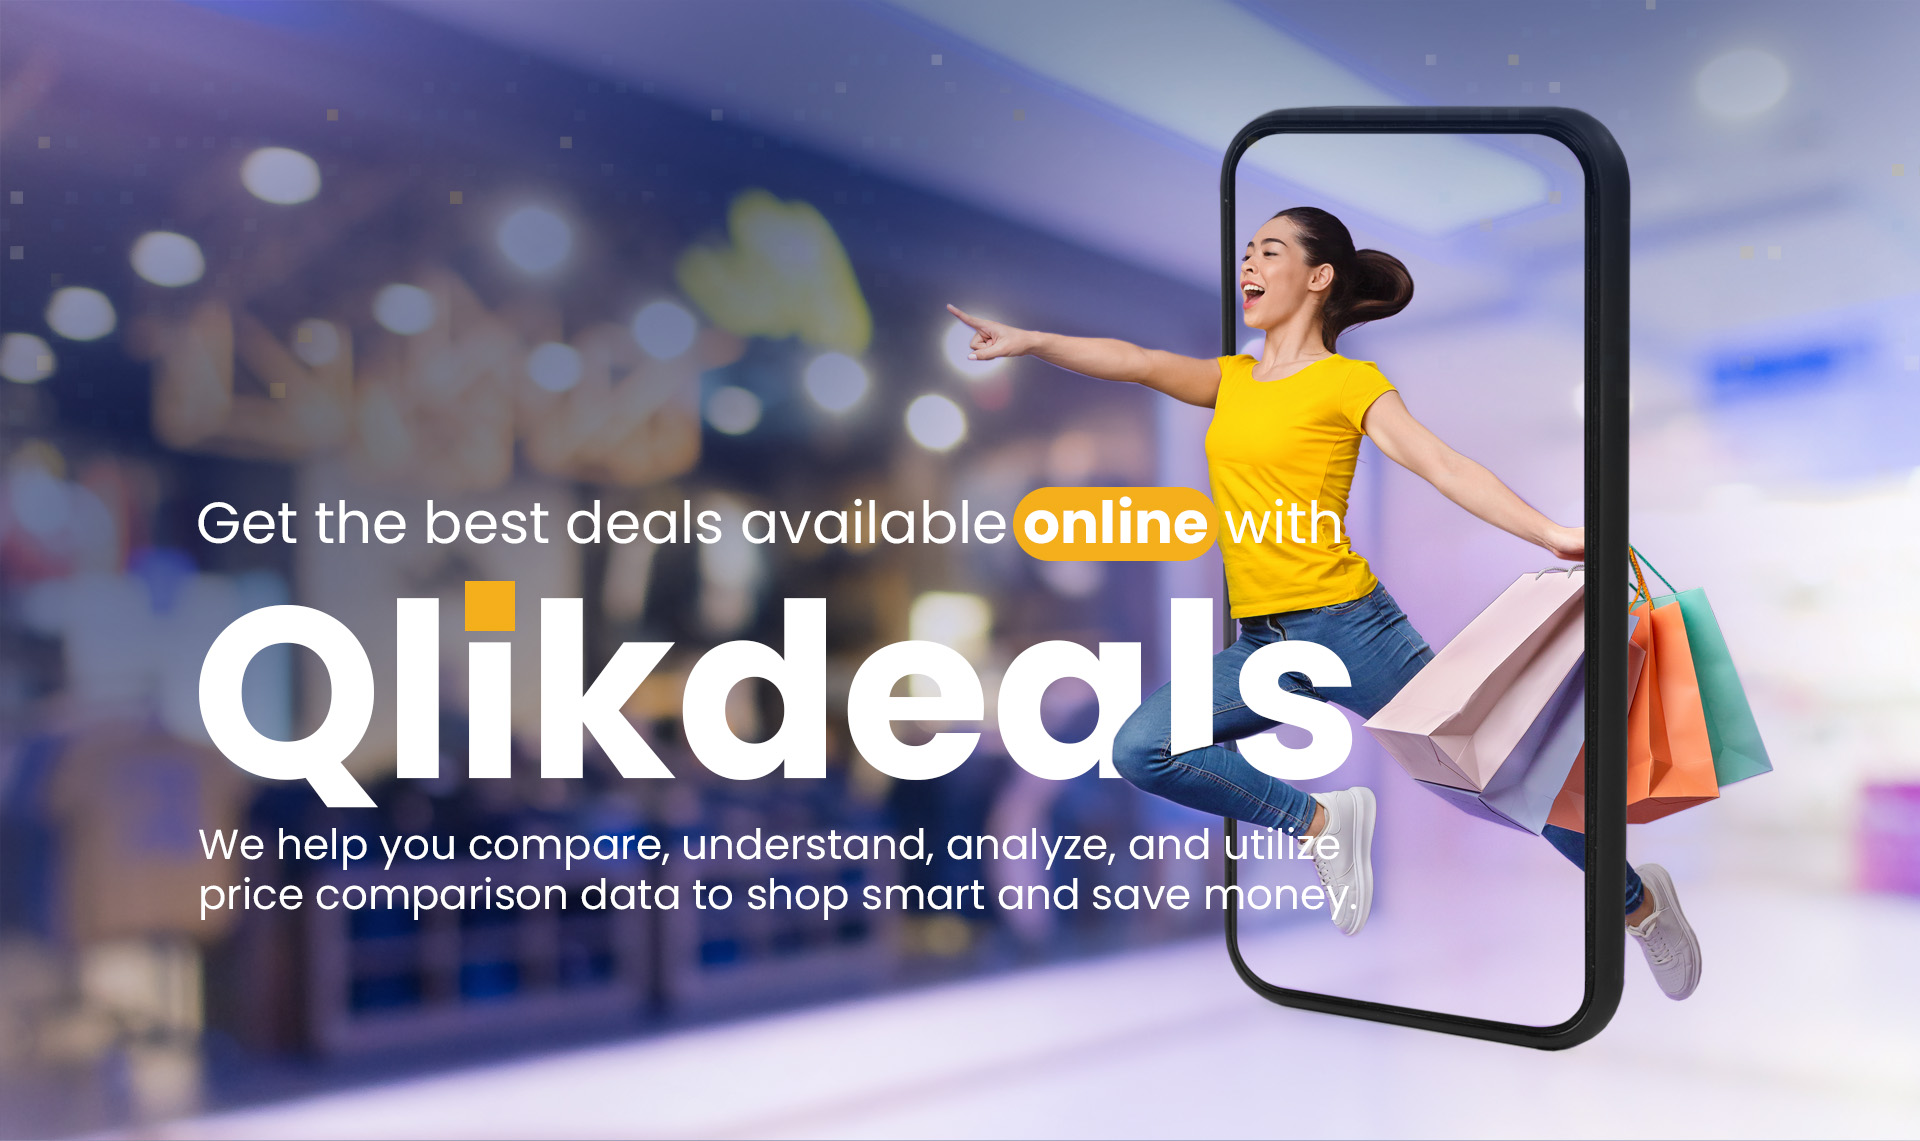 Get the best deals available online with
Qlikdeals
We help you compare, understand, analyze, and utilize
price comparison data to shop smart and save money.